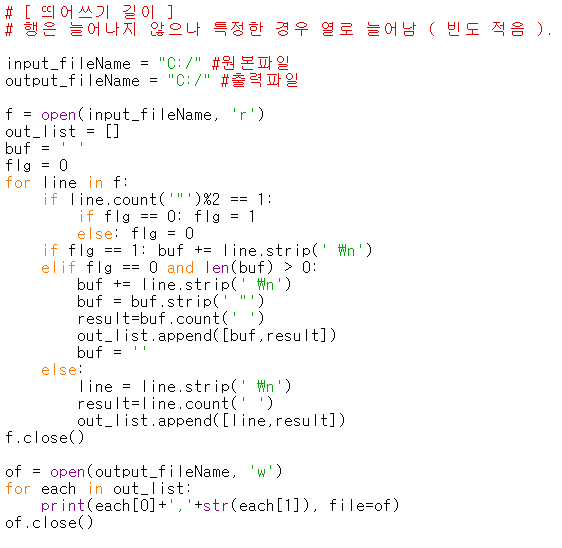 # [ 띄어쓰기 길이 ]
# 행은 늘어나지 않으나 특정한 경우 열로 늘어남 ( 빈도 적음 ).

input_fileName = "C:/" #원본파일
output_fileName = "C:/" #출력파일

f = open(input_fileName, 'r')
out_list = []
buf = ' '
flg = 0
for line in f:
    if line.count('"')%2 == 1:
        if flg == 0: flg = 1
        else: flg = 0
    if flg == 1: buf += line.strip(' ₩n')
    elif flg == 0 and len(buf) > 0:
        buf += line.strip(' ₩n')
        buf = buf.strip(' "')
        result=buf.count(' ')
        out_list.append([buf,result])
        buf = ''
    else:
        line = line.strip(' ₩n')
        result=line.count(' ')
        out_list.append([line,result])
f.close()

of = open(output_fileName, 'w')
for each in out_list:
    print(each[0]+','+str(each[1]), file=of)
of.close()